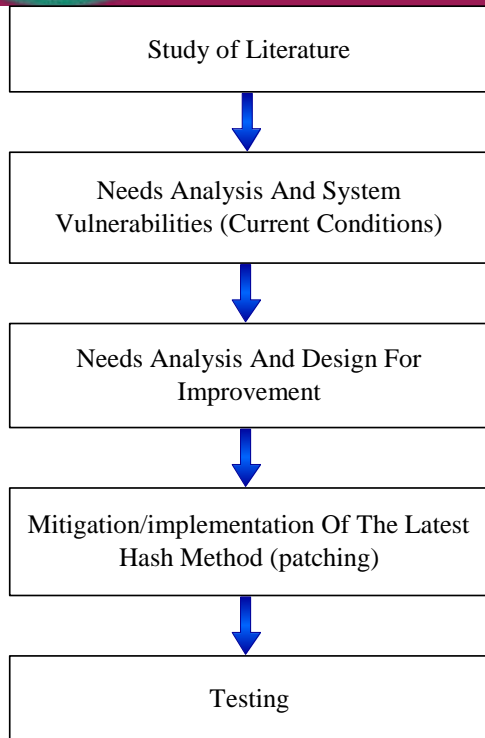 Study of Literature
Needs Analysis And System
Vulnerabilities (Current Conditions)
Needs Analysis And Design For
Improvement
Mitigation/implementation Of The Latest
Hash Method (patching)
Testing